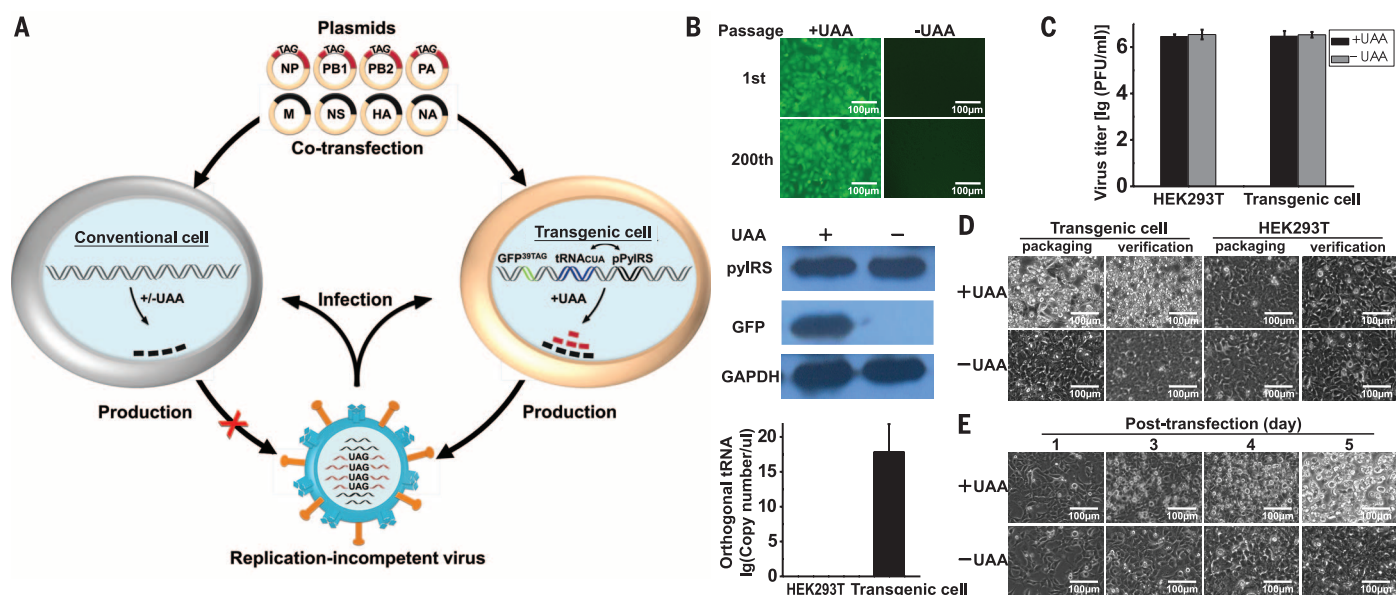 A
Plasmids
TAG TAG TAG TAG
NP PB1 PB2 PA
M NS HA NA
Co-transfection
Conventional cell
+/-UAA
Infection
Transgenic cell
GFP39TAG tRNACUA pPylRS
+UAA
Production
Production
UAG
UAG
UAG
UAG
Replication-incompetent virus
B
Passage +UAA -UAA
1st
100μm 100μm
200th
100μm 100μm
UAA + −
pylRS
GFP
GAPDH
Orthogonal tRNA
lg(Copy number/ul)
20
15
10
5
0
HEK293T Transgenic cell
C
Virus titer [lg (PFU/ml)]
6
4
2
0
HEK293T Transgenic cell
+UAA
− UAA
D
Transgenic cell HEK293T
packaging verification packaging verification
+UAA
100μm 100μm 100μm 100μm
−UAA
100μm 100μm 100μm 100μm
E
Post-transfection (day)
1 3 4 5
+UAA
100μm 100μm 100μm 100μm
−UAA
100μm 100μm 100μm 100μm